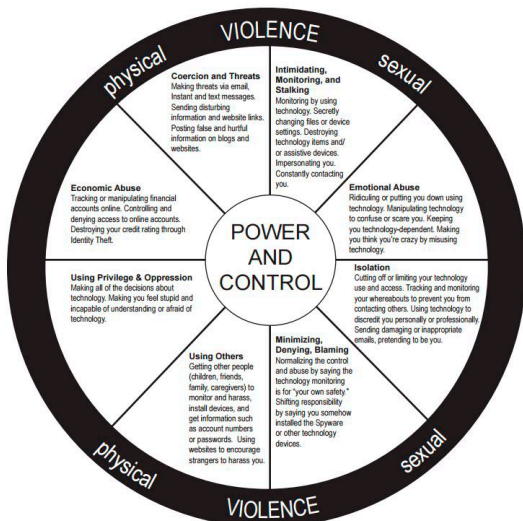 VIOLENCE
physical
sexual
Coercion and Threats
Making threats via email,
Instant and text messages.
Sending disturbing
information and website links.
Posting false and hurtful
information on blogs and
websites.
Intimidating,
Monitoring, and
Stalking
Monitoring by using
technology. Secretly
changing files or device
settings. Destroying
technology items and/
or assistive devices.
Impersonating you.
Constantly contacting
you.
Economic Abuse
Tracking or manipulating financial
accounts online. Controlling and
denying access to online accounts.
Destroying your credit rating through
Identity Theft.
Emotional Abuse
Ridiculing or putting you down using
technology. Manipulating technology
to confuse or scare you. Keeping
you technology-dependent. Making
you think you're crazy by misusing
technology.
POWER
AND
CONTROL
Using Privilege & Oppression
Making all of the decisions about
technology. Making you feel stupid and
incapable of understanding or afraid of
technology.
Isolation
Cutting off or limiting your technology
use and access. Tracking and monitoring
your whereabouts to prevent you from
contacting others. Using technology to
discredit you personally or professionally.
Sending damaging or inappropriate
emails, pretending to be you.
Using Others
Getting other people
(children, friends,
family, caregivers) to
monitor and harass,
install devices, and
get information such
as account numbers
or passwords. Using
websites to encourage
strangers to harass you.
Minimizing,
Denying, Blaming
Normalizing the control
and abuse by saying the
technology monitoring
is for “your own safety.”
Shifting responsibility
by saying you somehow
installed the Spyware
or other technology
devices.
physical
sexual
VIOLENCE